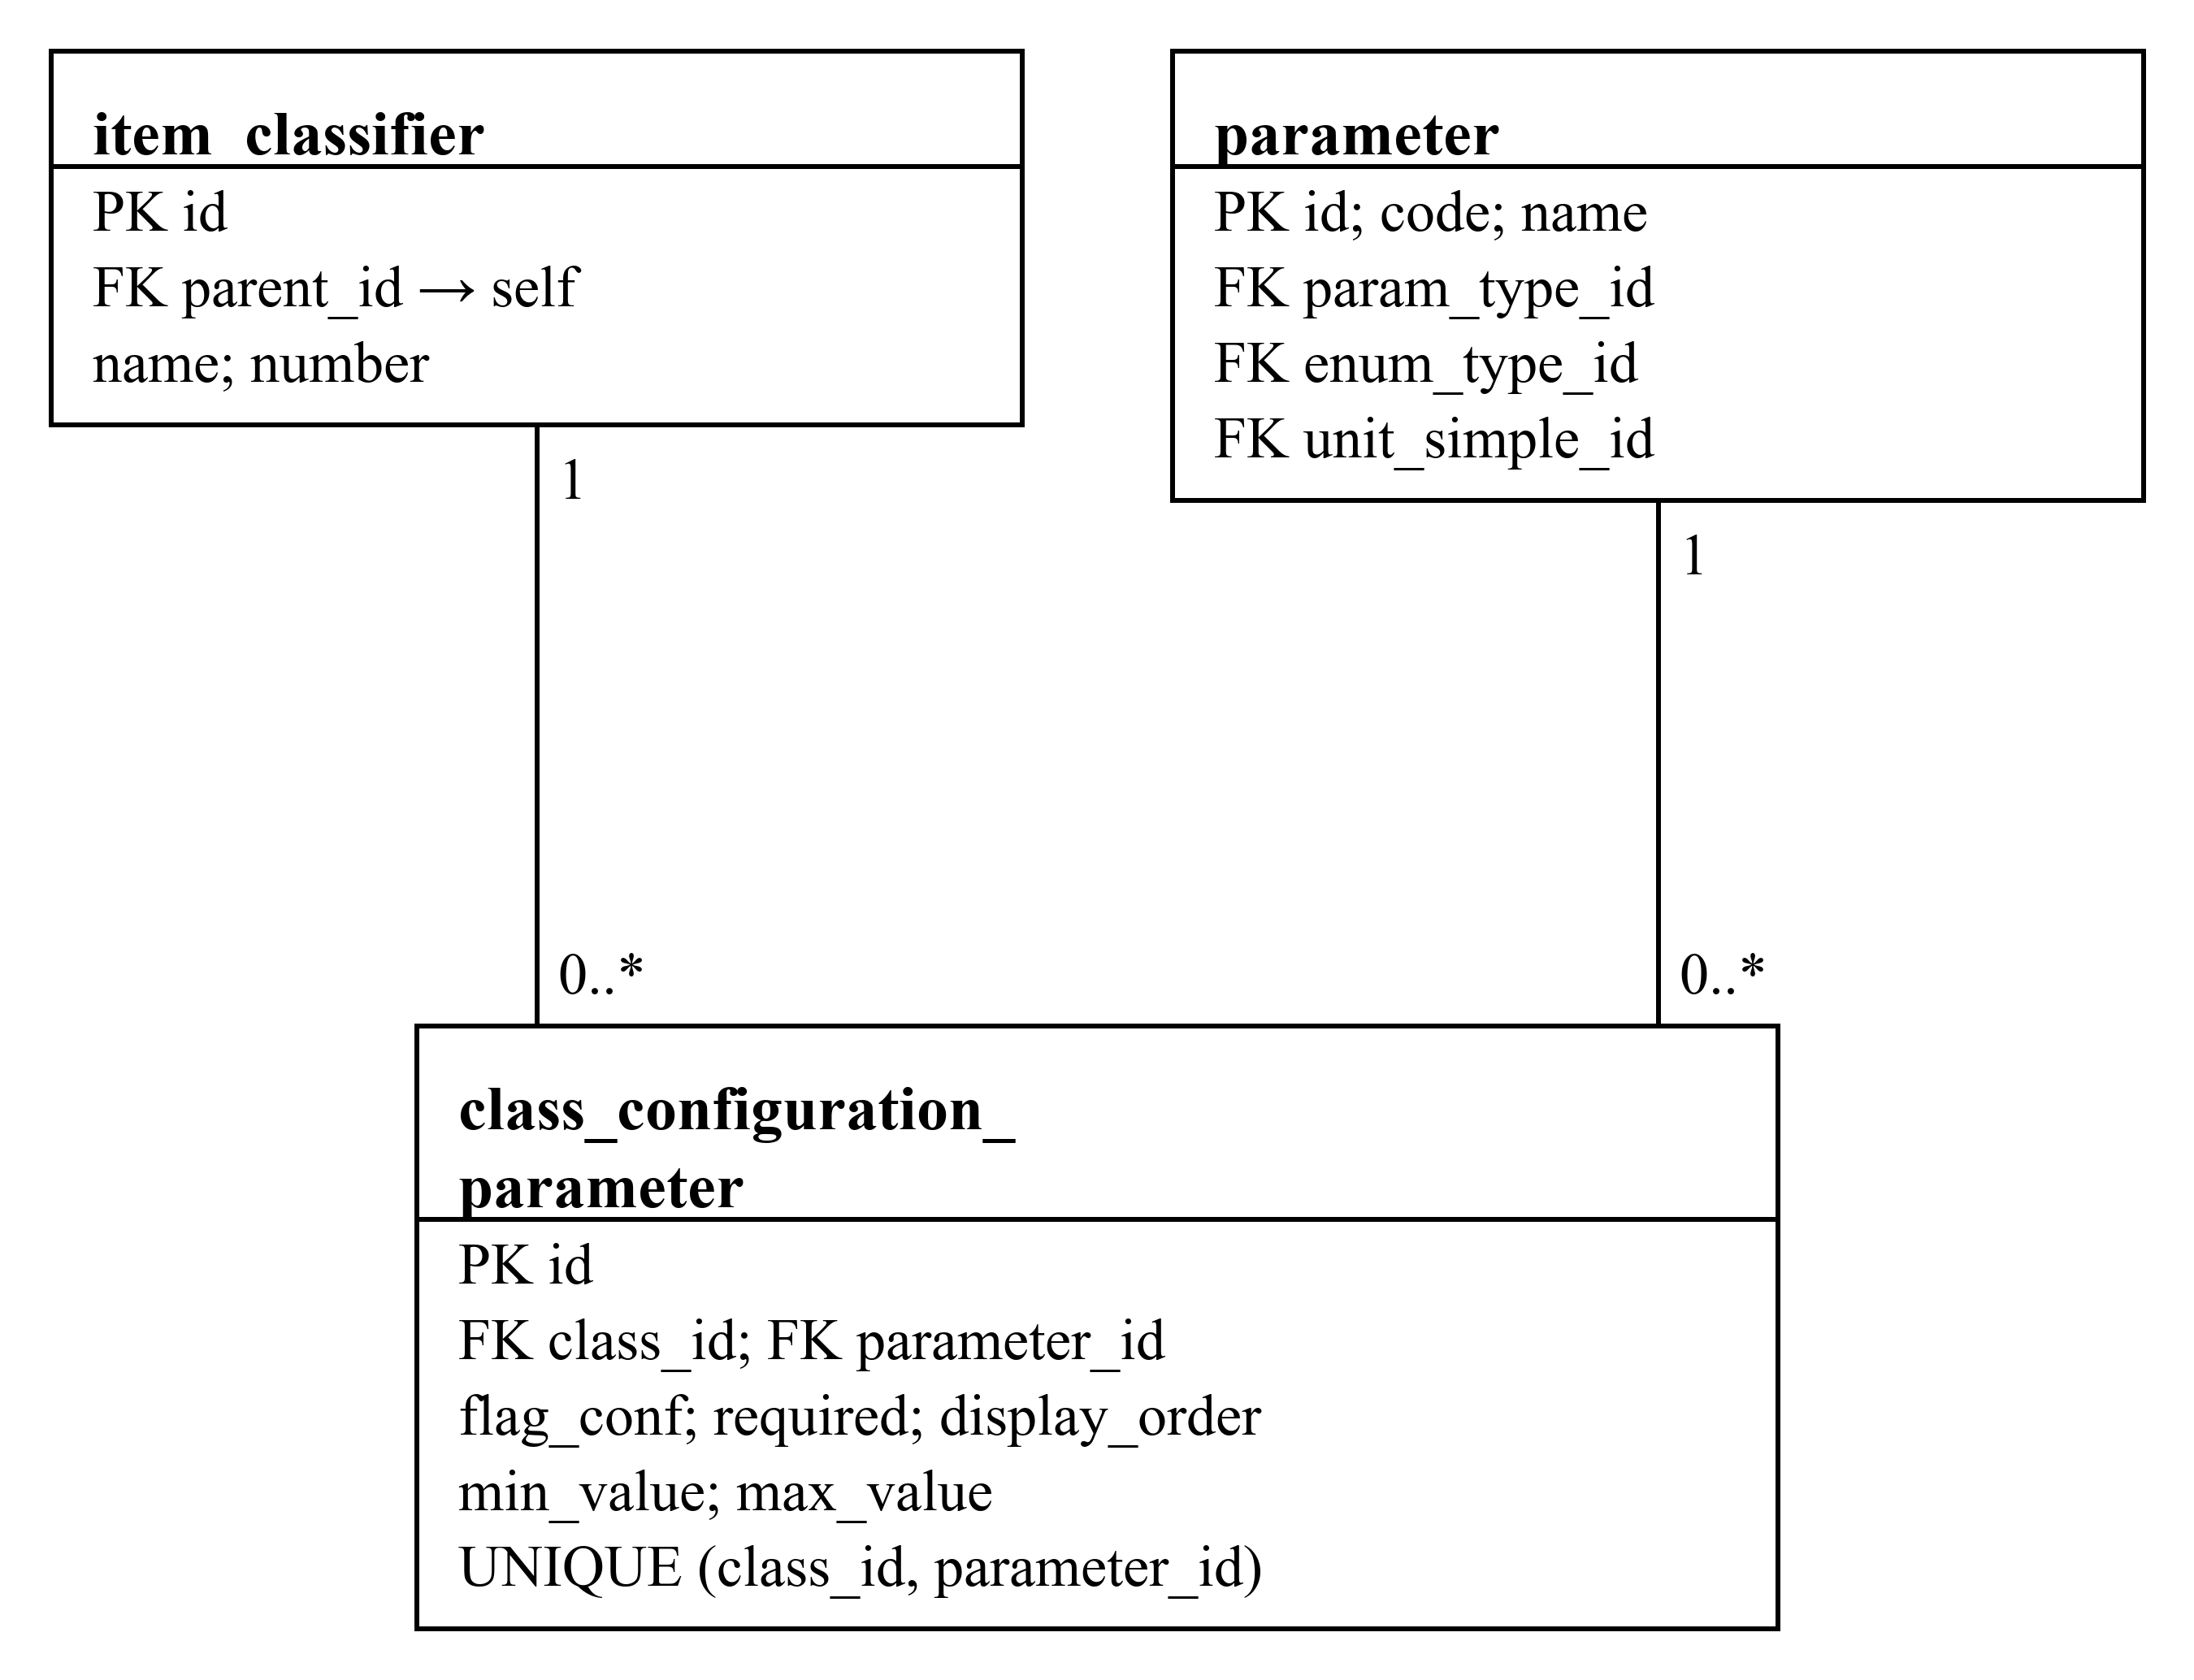 item_classifier
PK id
FK parent_id → self
name; number
1
0..*
parameter
PK id; code; name
FK param_type_id
FK enum_type_id
FK unit_simple_id
1
0..*
class_configuration_
parameter
PK id
FK class_id; FK parameter_id
flag_conf; required; display_order
min_value; max_value
UNIQUE (class_id, parameter_id)